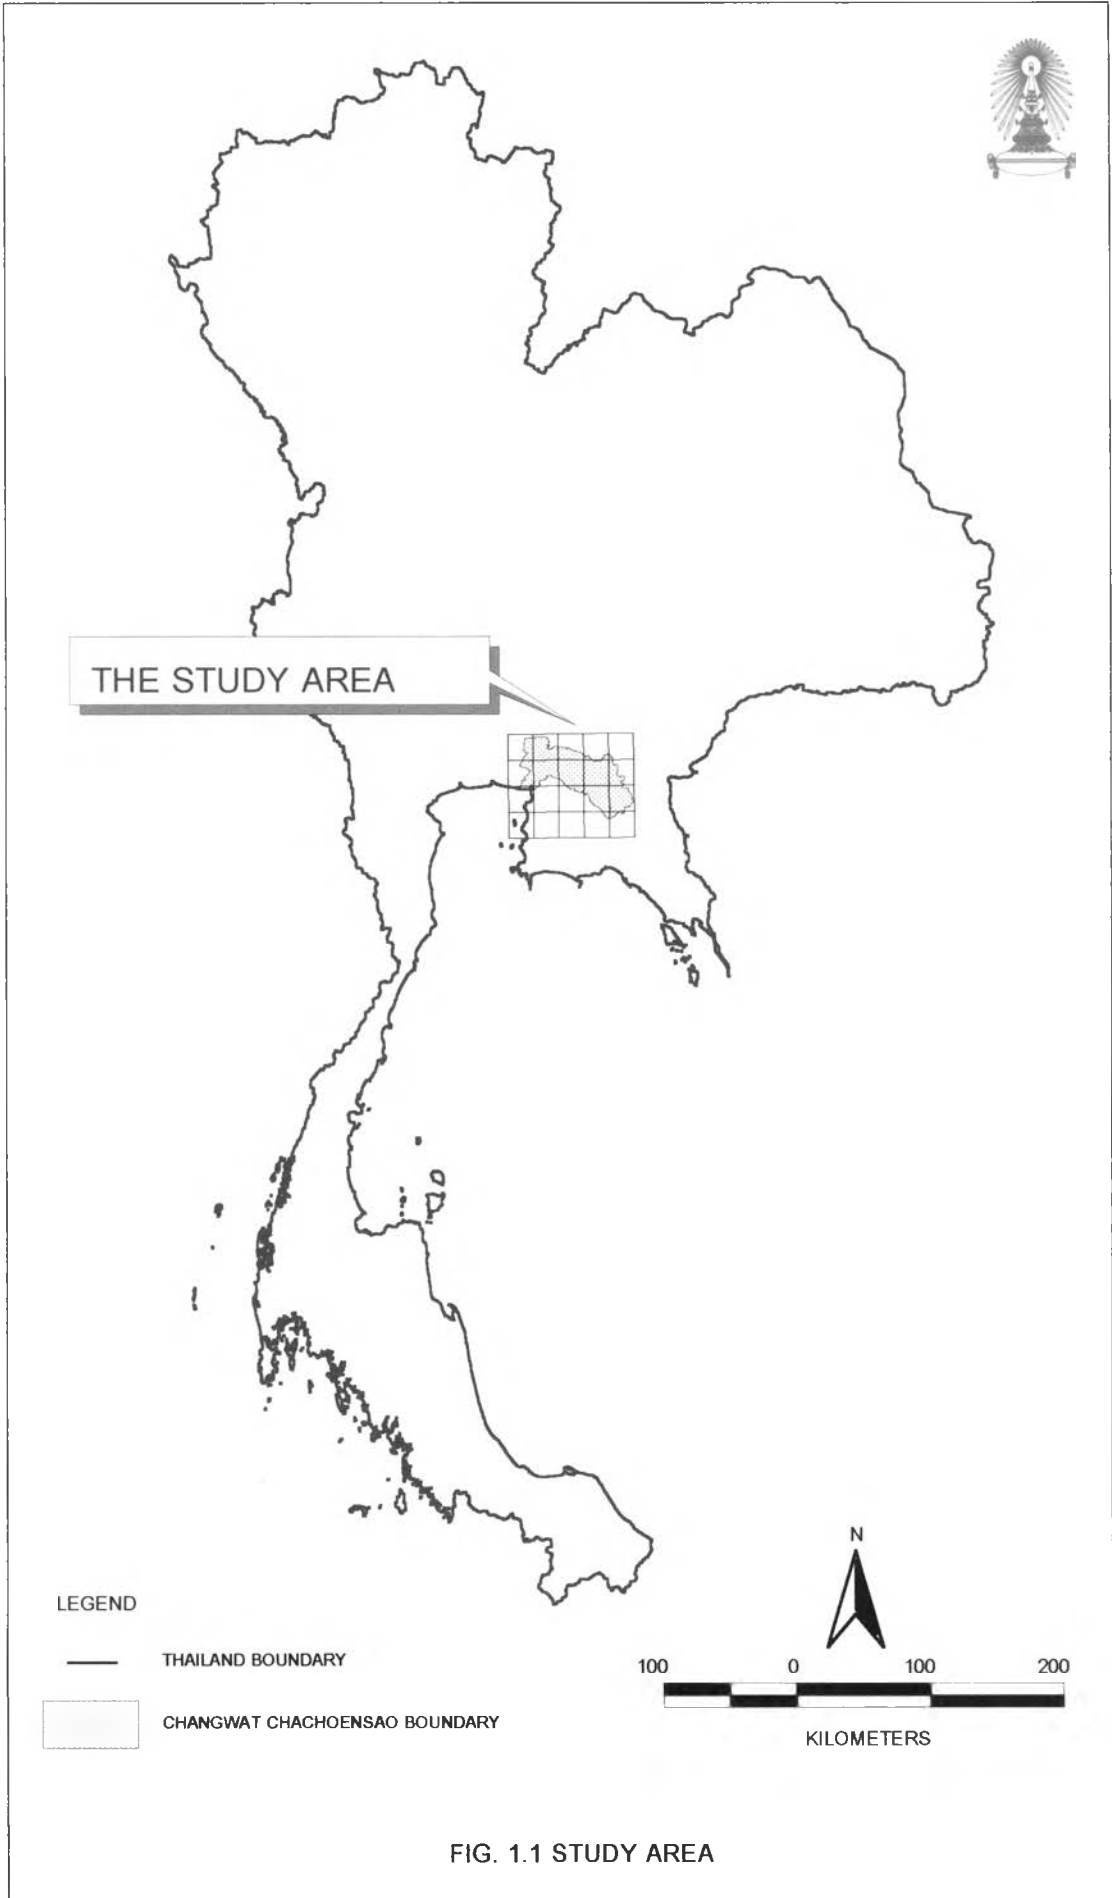 THE STUDY AREA
N
LEGEND
THAILAND BOUNDARY
CHANGWAT CHACHOENSAO BOUNDARY
100 0 100 200
KILOMETERS
FIG. 1.1 STUDY AREA